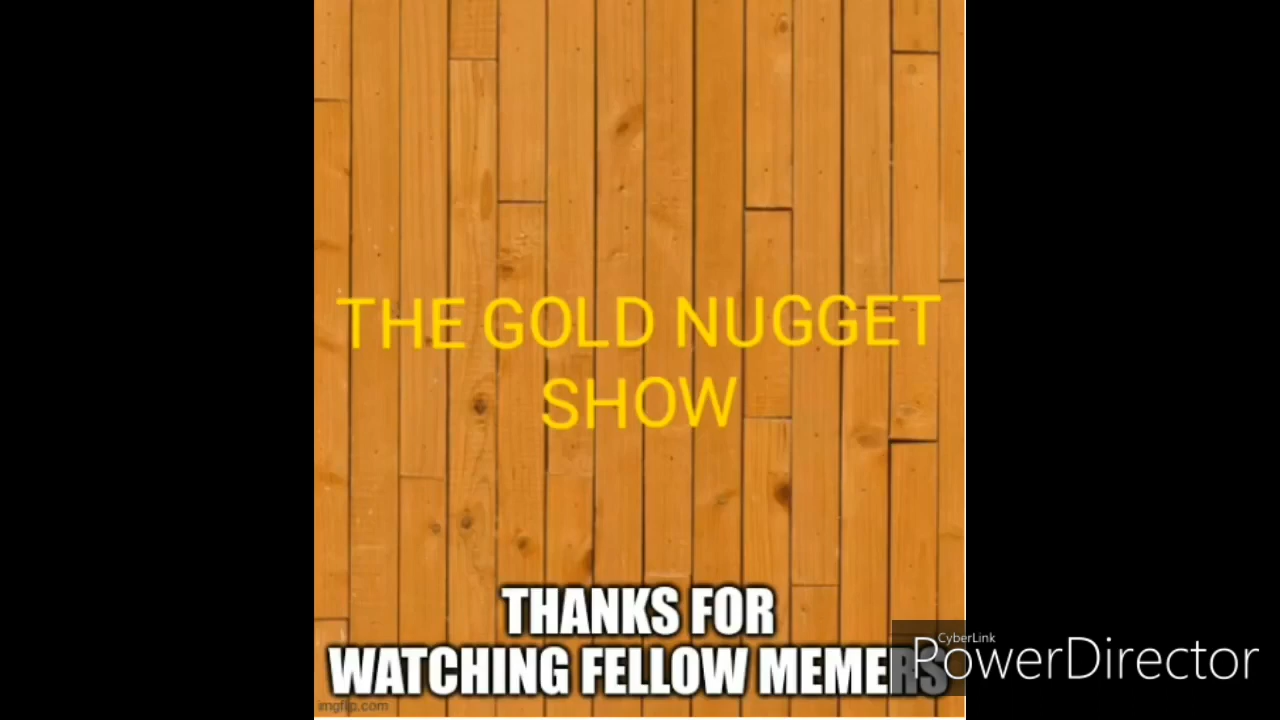 THE GOLD NUGGET
SHOW
THANKS FOR
WATCHING FELLOW MEMERS
CyberLink
PowerDirector
imgflip.com